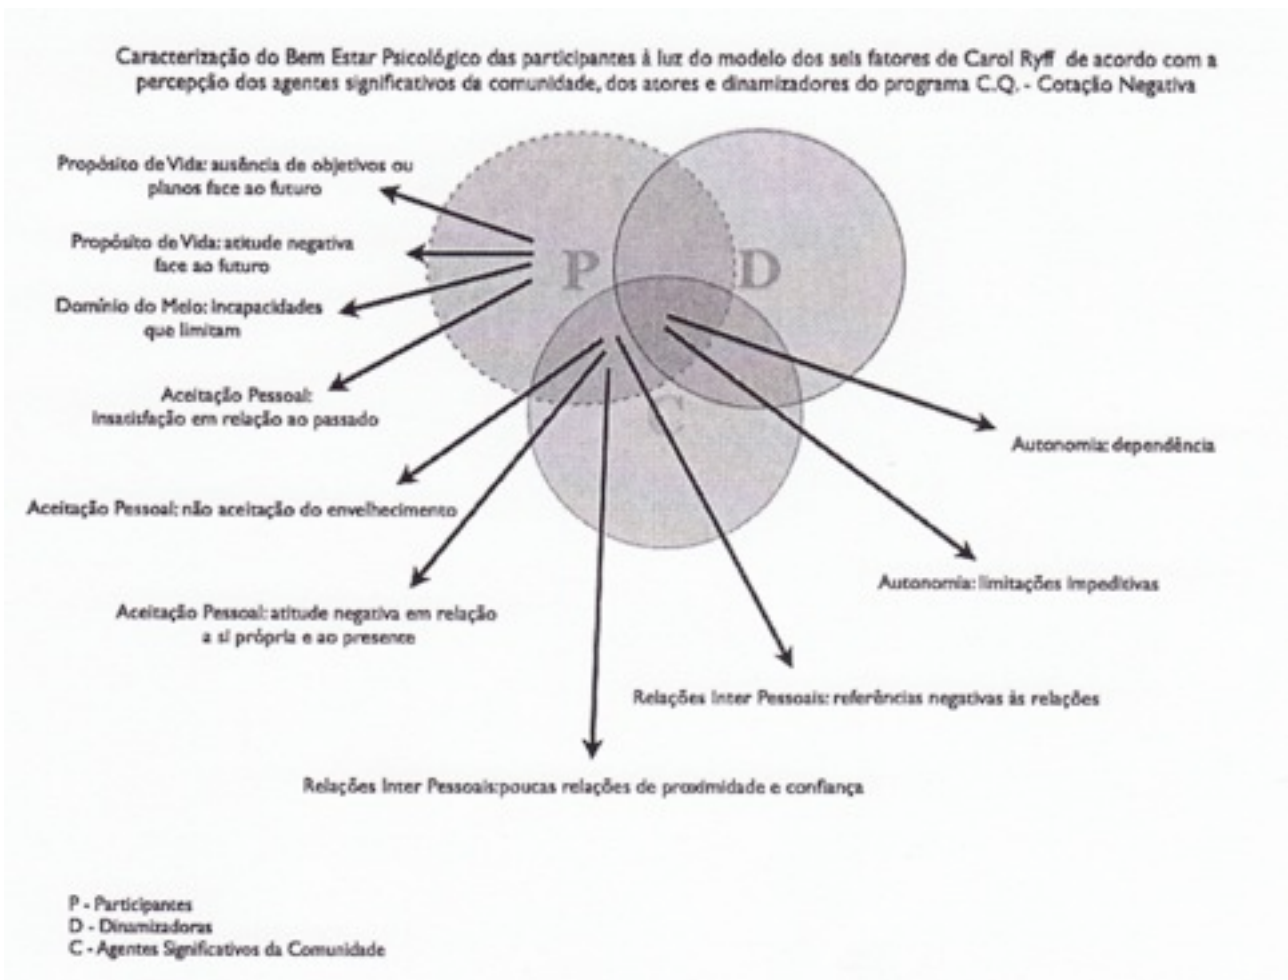 Caracterização do Bem Estar Psicológico das participantes à luz do modelo dos seis fatores de Carol Ryff de acordo com a
percepção dos agentes significativos da comunidade, dos atores e dinamizadores do programa C.Q. - Cotação Negativa
Propósito de Vida: ausência de objetivos ou
planos face ao futuro
Propósito de Vida: atitude negativa
face ao futuro
Domínio do Meio: Incapacidades
que limitam
Aceitação Pessoal:
insatisfação em relação ao passado
Aceitação Pessoal: não aceitação do envelhecimento
Aceitação Pessoal: atitude negativa em relação
a si própria e ao presente
P
D
C
Autonomia: dependência
Autonomia: limitações impeditivas
Relações Inter Pessoais: referências negativas às relações
Relações Inter Pessoais:poucas relações de proximidade e confiança
P - Participantes
D - Dinamizadoras
C - Agentes Significativos da Comunidade